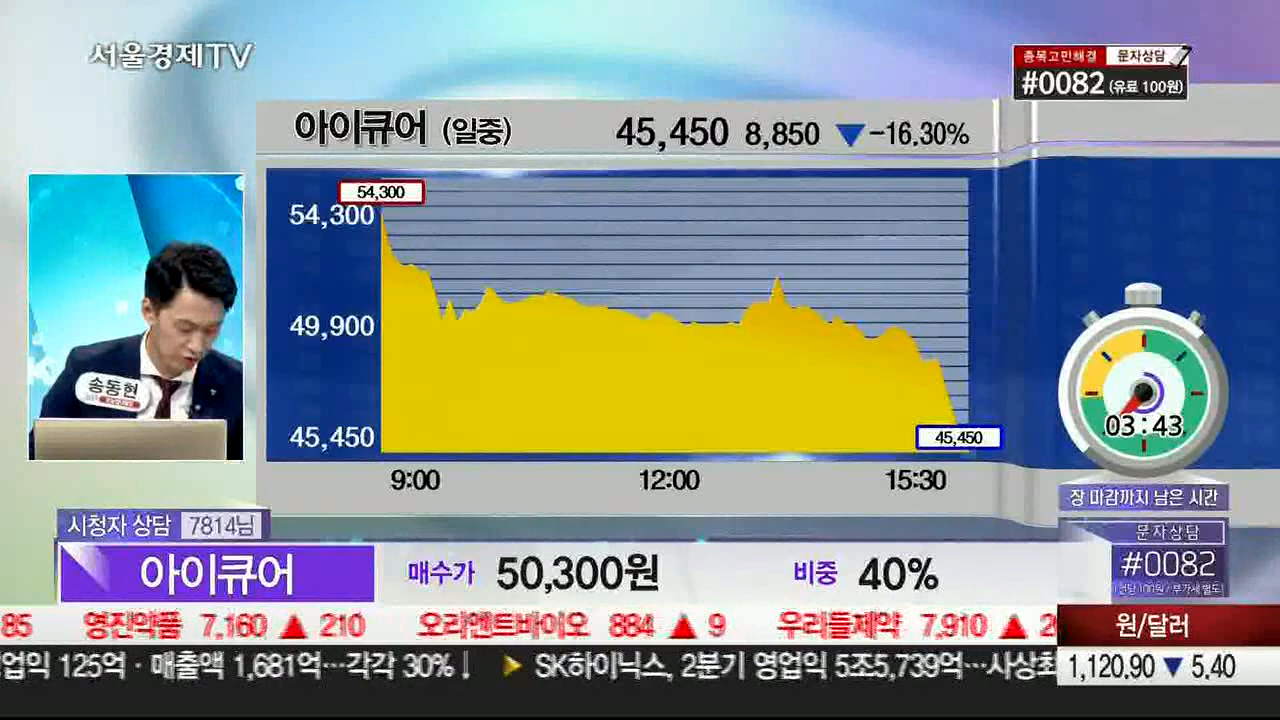 서울경제TV
종목고민해결 문자상담
#0082 (유료 100원)
아이큐어 (일중) 45,450 8,850 ▼-16.30%
54,300
54,300
49,900
45,450
45,450
9:00 12:00 15:30
송동현
03:43
장 마감까지 남은 시간
시청자 상담 7814님
아이큐어 매수가 50,300원 비중 40%
문자상담
#0082
85 영진약품 7,160 ▲ 210 오리엔트바이오 884 ▲ 9 우리들제약 7,910 ▲
원/달러
1,120.90 ▼ 5.40
업익 125억·매출액 1,681억…각각 30%↓ ▶ SK하이닉스, 2분기 영업익 5조5,739억…사상최